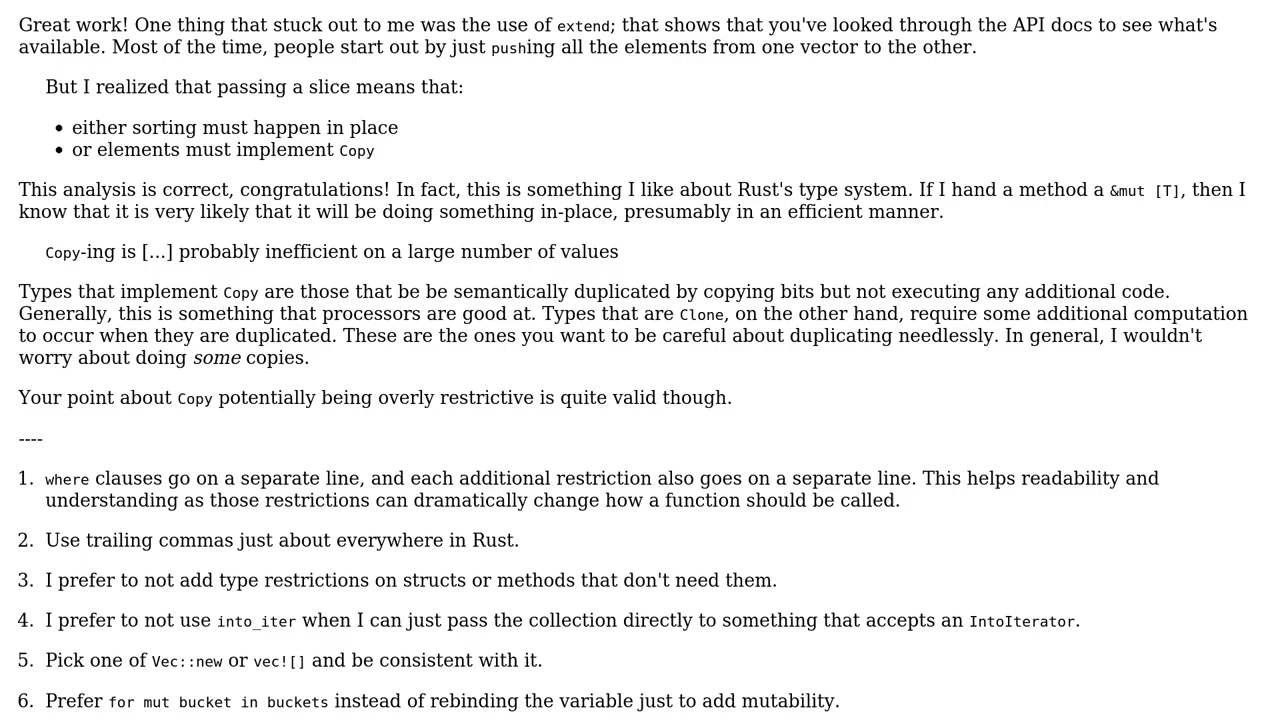 Great work! One thing that stuck out to me was the use of extend; that shows that you've looked through the API docs to see what's
available. Most of the time, people start out by just pushing all the elements from one vector to the other.
But I realized that passing a slice means that:
• either sorting must happen in place
• or elements must implement Copy
This analysis is correct, congratulations! In fact, this is something I like about Rust's type system. If I hand a method a &mut [T], then I
know that it is very likely that it will be doing something in-place, presumably in an efficient manner.
Copy-ing is [...] probably inefficient on a large number of values
Types that implement Copy are those that be be semantically duplicated by copying bits but not executing any additional code.
Generally, this is something that processors are good at. Types that are Clone, on the other hand, require some additional computation
to occur when they are duplicated. These are the ones you want to be careful about duplicating needlessly. In general, I wouldn't
worry about doing some copies.
Your point about Copy potentially being overly restrictive is quite valid though.
----
1. where clauses go on a separate line, and each additional restriction also goes on a separate line. This helps readability and
understanding as those restrictions can dramatically change how a function should be called.
2. Use trailing commas just about everywhere in Rust.
3. I prefer to not add type restrictions on structs or methods that don't need them.
4. I prefer to not use into_iter when I can just pass the collection directly to something that accepts an IntoIterator.
5. Pick one of Vec::new or vec![] and be consistent with it.
6. Prefer for mut bucket in buckets instead of rebinding the variable just to add mutability.